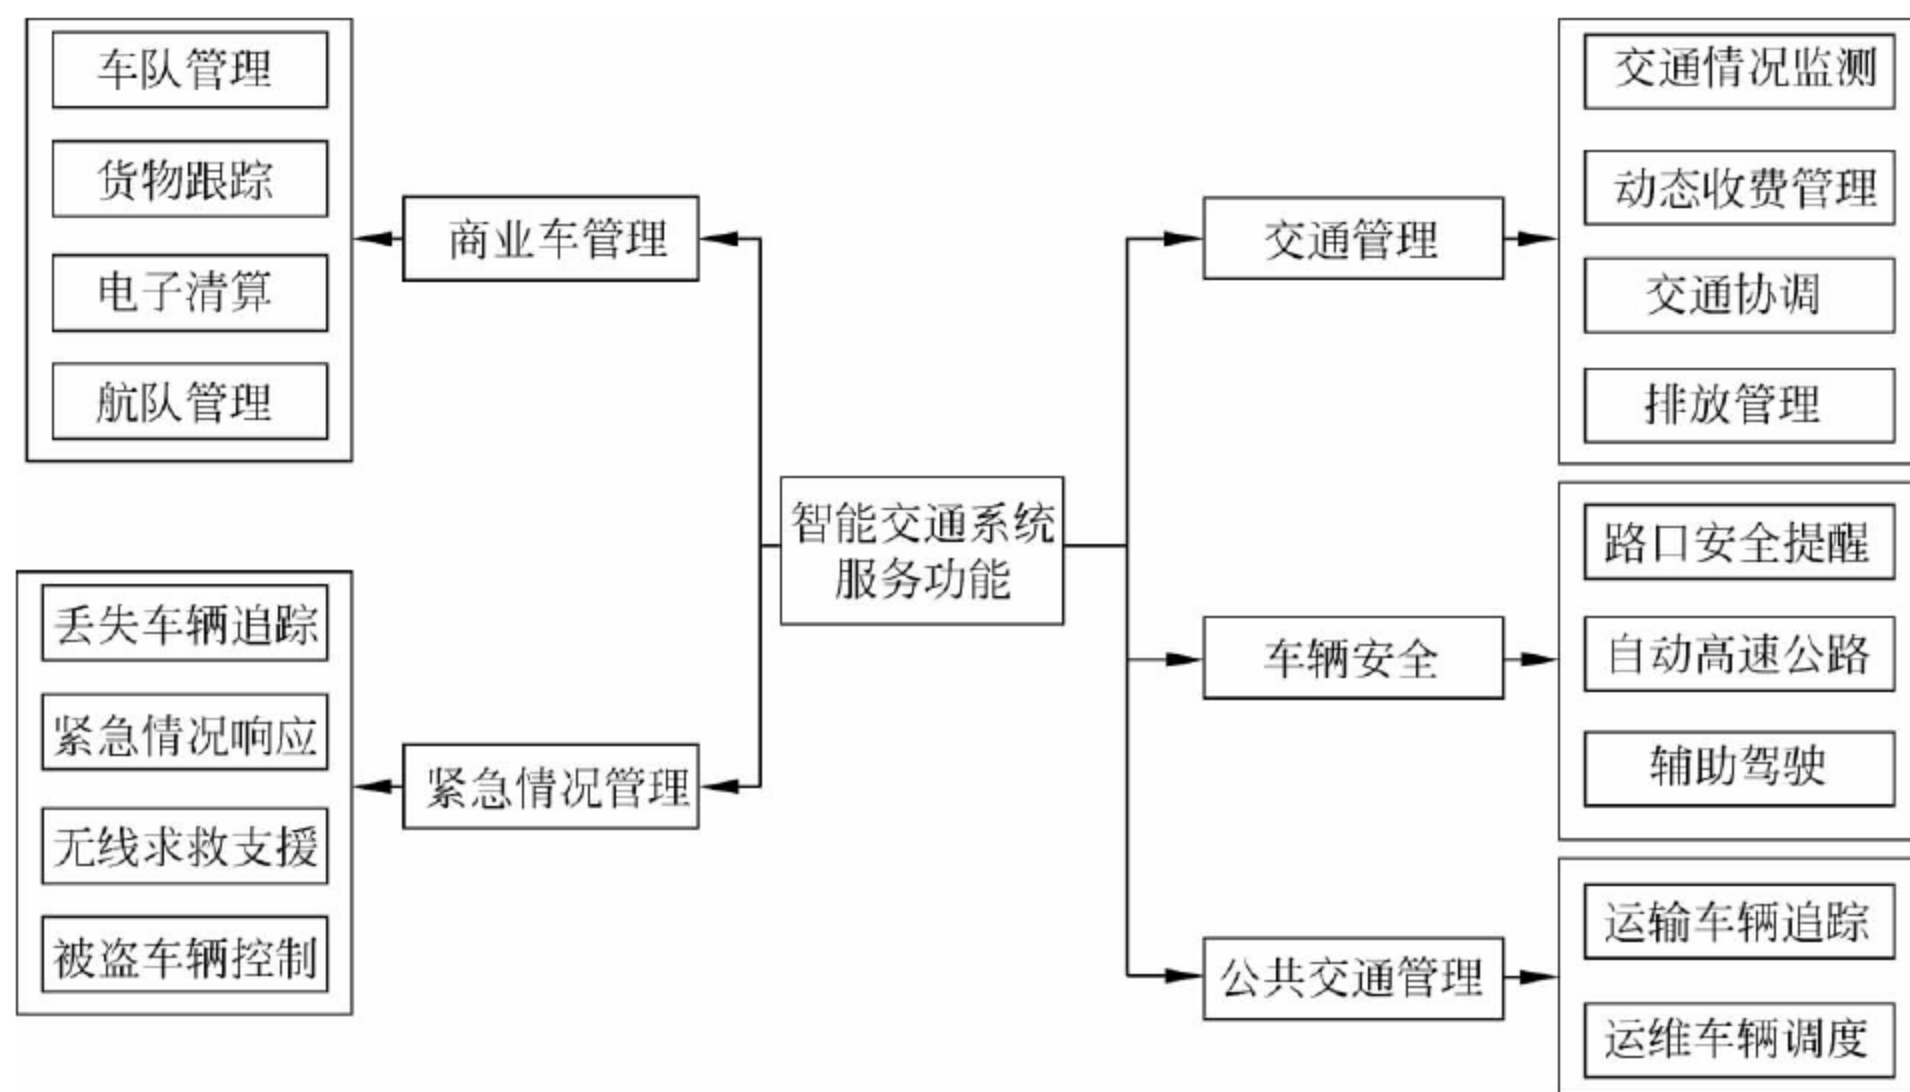 车队管理
货物跟踪
电子清算
航队管理
商业车管理
丢失车辆追踪
紧急情况响应
无线求救支援
被盗车辆控制
紧急情况管理
智能交通系统
服务功能
交通管理
交通情况监测
动态收费管理
交通协调
排放管理
车辆安全
路口安全提醒
自动高速公路
辅助驾驶
公共交通管理
运输车辆追踪
运维车辆调度